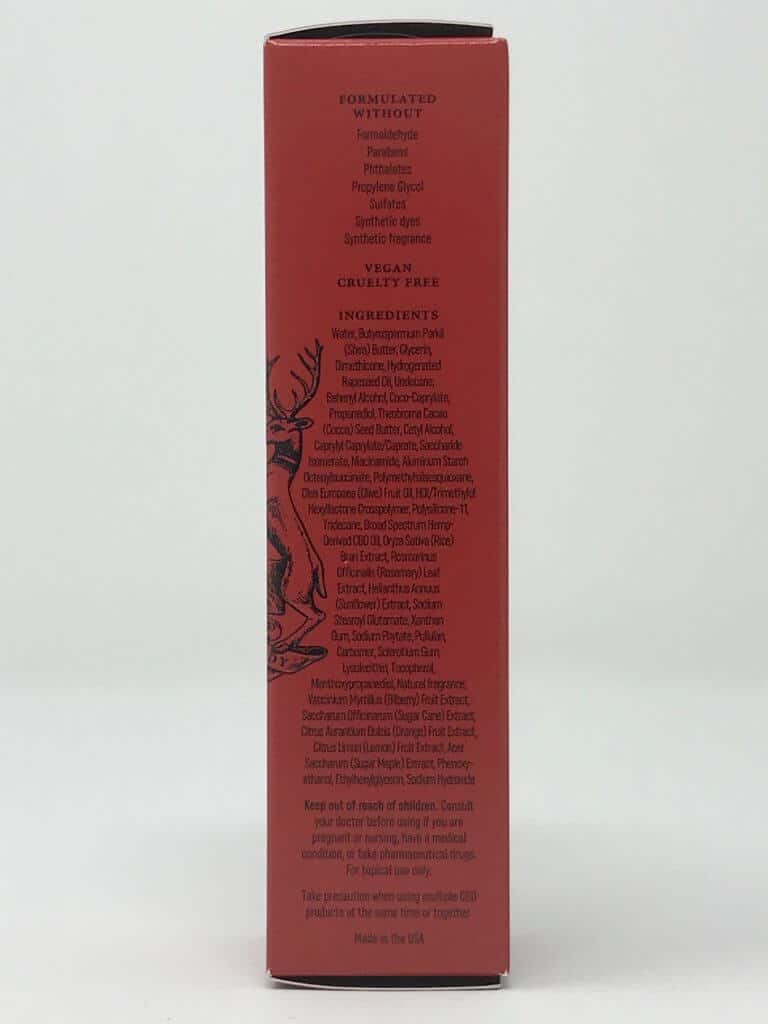 FORMULATED
WITHOUT
Formaldehyde
Parabens
Phthalates
Propylene Glycol
Sulfates
Synthetic dyes
Synthetic fragrance
VEGAN
CRUELTY FREE
INGREDIENTS
Water, Butyrospermum Parkii
(Shea) Butter, Glycerin,
Dimethicone, Hydrogenated
Rapeseed Oil, Undecane,
Behenyl Alcohol, Coco-Caprylate,
Propanediol, Theobroma Cacao
(Cocoa) Seed Butter, Cetyl Alcohol,
Caprylyl Caprylate/Caprate, Saccharide
Isomerate, Niacinamide, Aluminum Starch
Octenylsuccinate, Polymethylsilsesquioxane,
Olea Europaea (Olive) Fruit Oil, HDI/Trimethylol
Hexyllactone Crosspolymer, Polysilicone-11,
Tridecane, Broad Spectrum Hemp-
Derived CBD Oil, Oryza Sativa (Rice)
Bran Extract, Rosmarinus
Officinalis (Rosemary) Leaf
Extract, Helianthus Annuus
(Sunflower) Extract, Sodium
Stearoyl Glutamate, Xanthan
Gum, Sodium Phytate, Pullulan,
Carbomer, Sclerotium Gum,
Lysolecithin, Tocopherol,
Menthoxypropanediol, Natural fragrance,
Vaccinium Myrtillus (Bilberry) Fruit Extract,
Saccharum Officinarum (Sugar Cane) Extract,
Citrus Aurantium Dulcis (Orange) Fruit Extract,
Citrus Limon (Lemon) Fruit Extract, Acer
Saccharum (Sugar Maple) Extract, Phenoxy-
ethanol, Ethylhexylglycerin, Sodium Hydroxide
Keep out of reach of children. Consult
your doctor before using if you are
pregnant or nursing, have a medical
condition, or take pharmaceutical drugs.
For topical use only.
Take precaution when using multiple CBD
products at the same time or together
Made in the USA